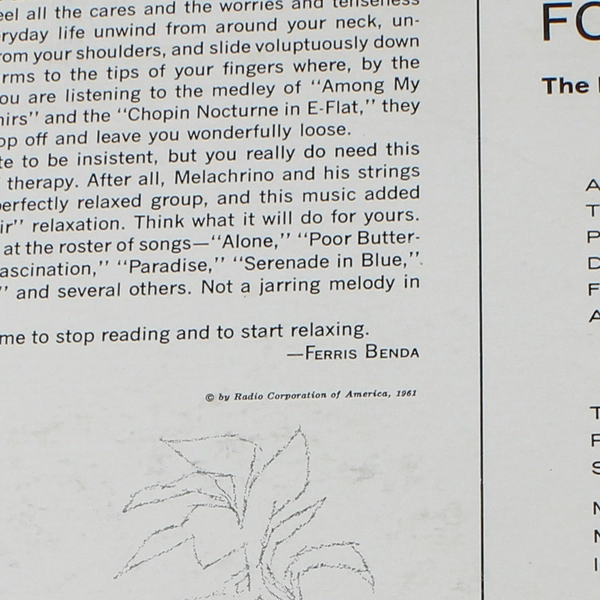 eel all the cares and the worries and tenseness
eryday life unwind from around your neck, un-
rom your shoulders, and slide voluptuously down
rms to the tips of your fingers where, by the
ou are listening to the medley of “Among My
nirs” and the “Chopin Nocturne in E-Flat,” they
op off and leave you wonderfully loose.
te to be insistent, but you really do need this
therapy. After all, Melachrino and his strings
perfectly relaxed group, and this music added
ir” relaxation. Think what it will do for yours.
at the roster of songs—“Alone,” “Poor Butter-
ascination,” “Paradise,” “Serenade in Blue,”
” and several others. Not a jarring melody in
me to stop reading and to start relaxing.
—FERRIS BENDA
© by Radio Corporation of America, 1961
FO
The
A
T
P
D
F
A
T
F
S
N
N
I